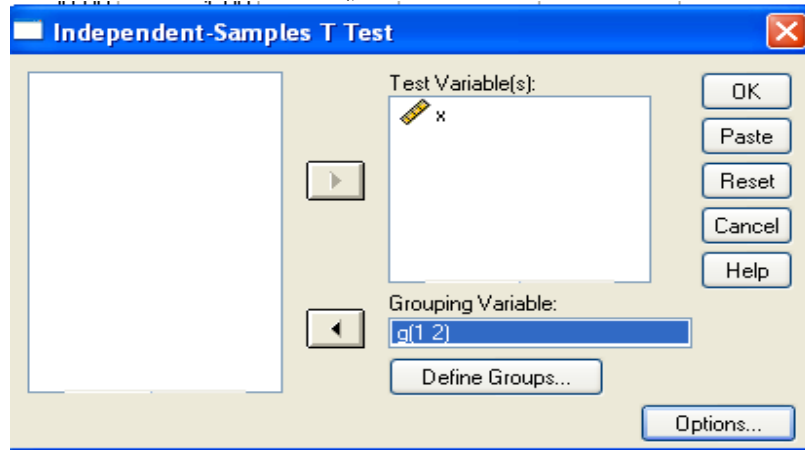 Independent-Samples T Test
Test Variable(s):
x
OK
Paste
Reset
Cancel
Help
Grouping Variable:
g(1 2)
Define Groups...
Options...